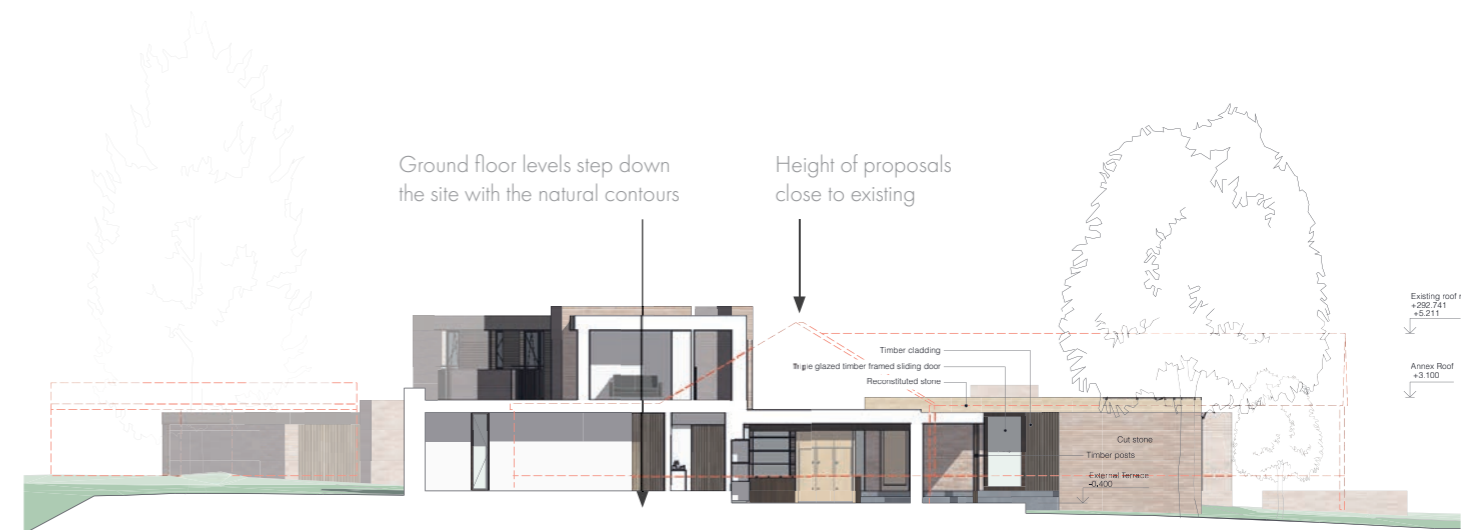 Ground floor levels step down
the site with the natural contours
Height of proposals
close to existing
Existing roof r
+292.741
+5.211
Timber cladding
Triple glazed timber framed sliding door
Annex Roof
+3.100
Reconstituted stone
Cut stone
Timber posts
External Terrace
-0.400